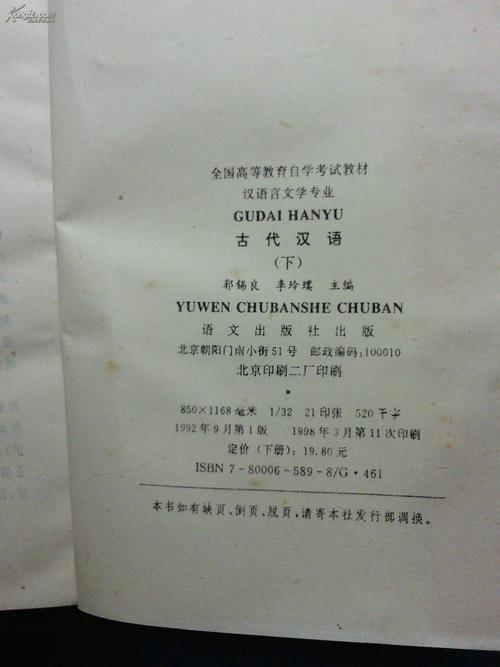 全国高等教育自学考试教材
汉语言文学专业
GUDAI HANYU
古代汉语
(下)
郭锡良 李玲璞 主编
YUWEN CHUBANSHE CHUBAN
语文出版社出版
北京朝阳门南小街51号 邮政编码:100010
北京印刷二厂印刷
*
850×1168毫米 1/32 21印张 520千字
1992年9月第1版 1998年3月第11次印刷
定价(下册):19.80元
ISBN 7-80006-589-8/G·461
本书如有缺页、倒页、脱页,请寄本社发行部调换。